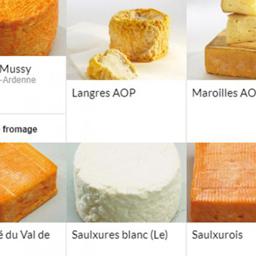 Mussy
-Ardenne
Langres AOP
Maroilles AO
fromage
é du Val de
Saulxures blanc (Le)
Saulxurois